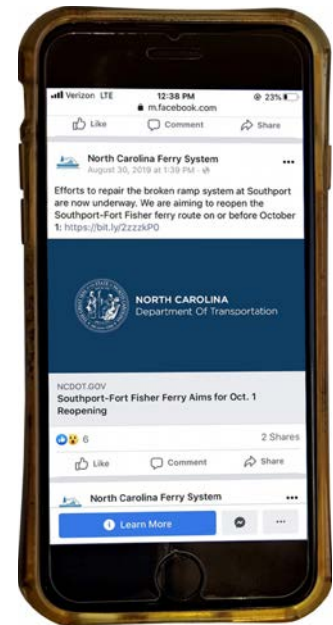 Verizon LTE 12:38 PM 23%
m.facebook.com
Like Comment Share
North Carolina Ferry System
August 30, 2019 at 1:39 PM
Efforts to repair the broken ramp system at Southport
are now underway. We are aiming to reopen the
Southport-Fort Fisher ferry route on or before October
1: https://bit.ly/2zzzkP0
NORTH CAROLINA
Department Of Transportation
NCDOT.GOV
Southport-Fort Fisher Ferry Aims for Oct. 1
Reopening
6 2 Shares
Like Comment Share
North Carolina Ferry System
Learn More